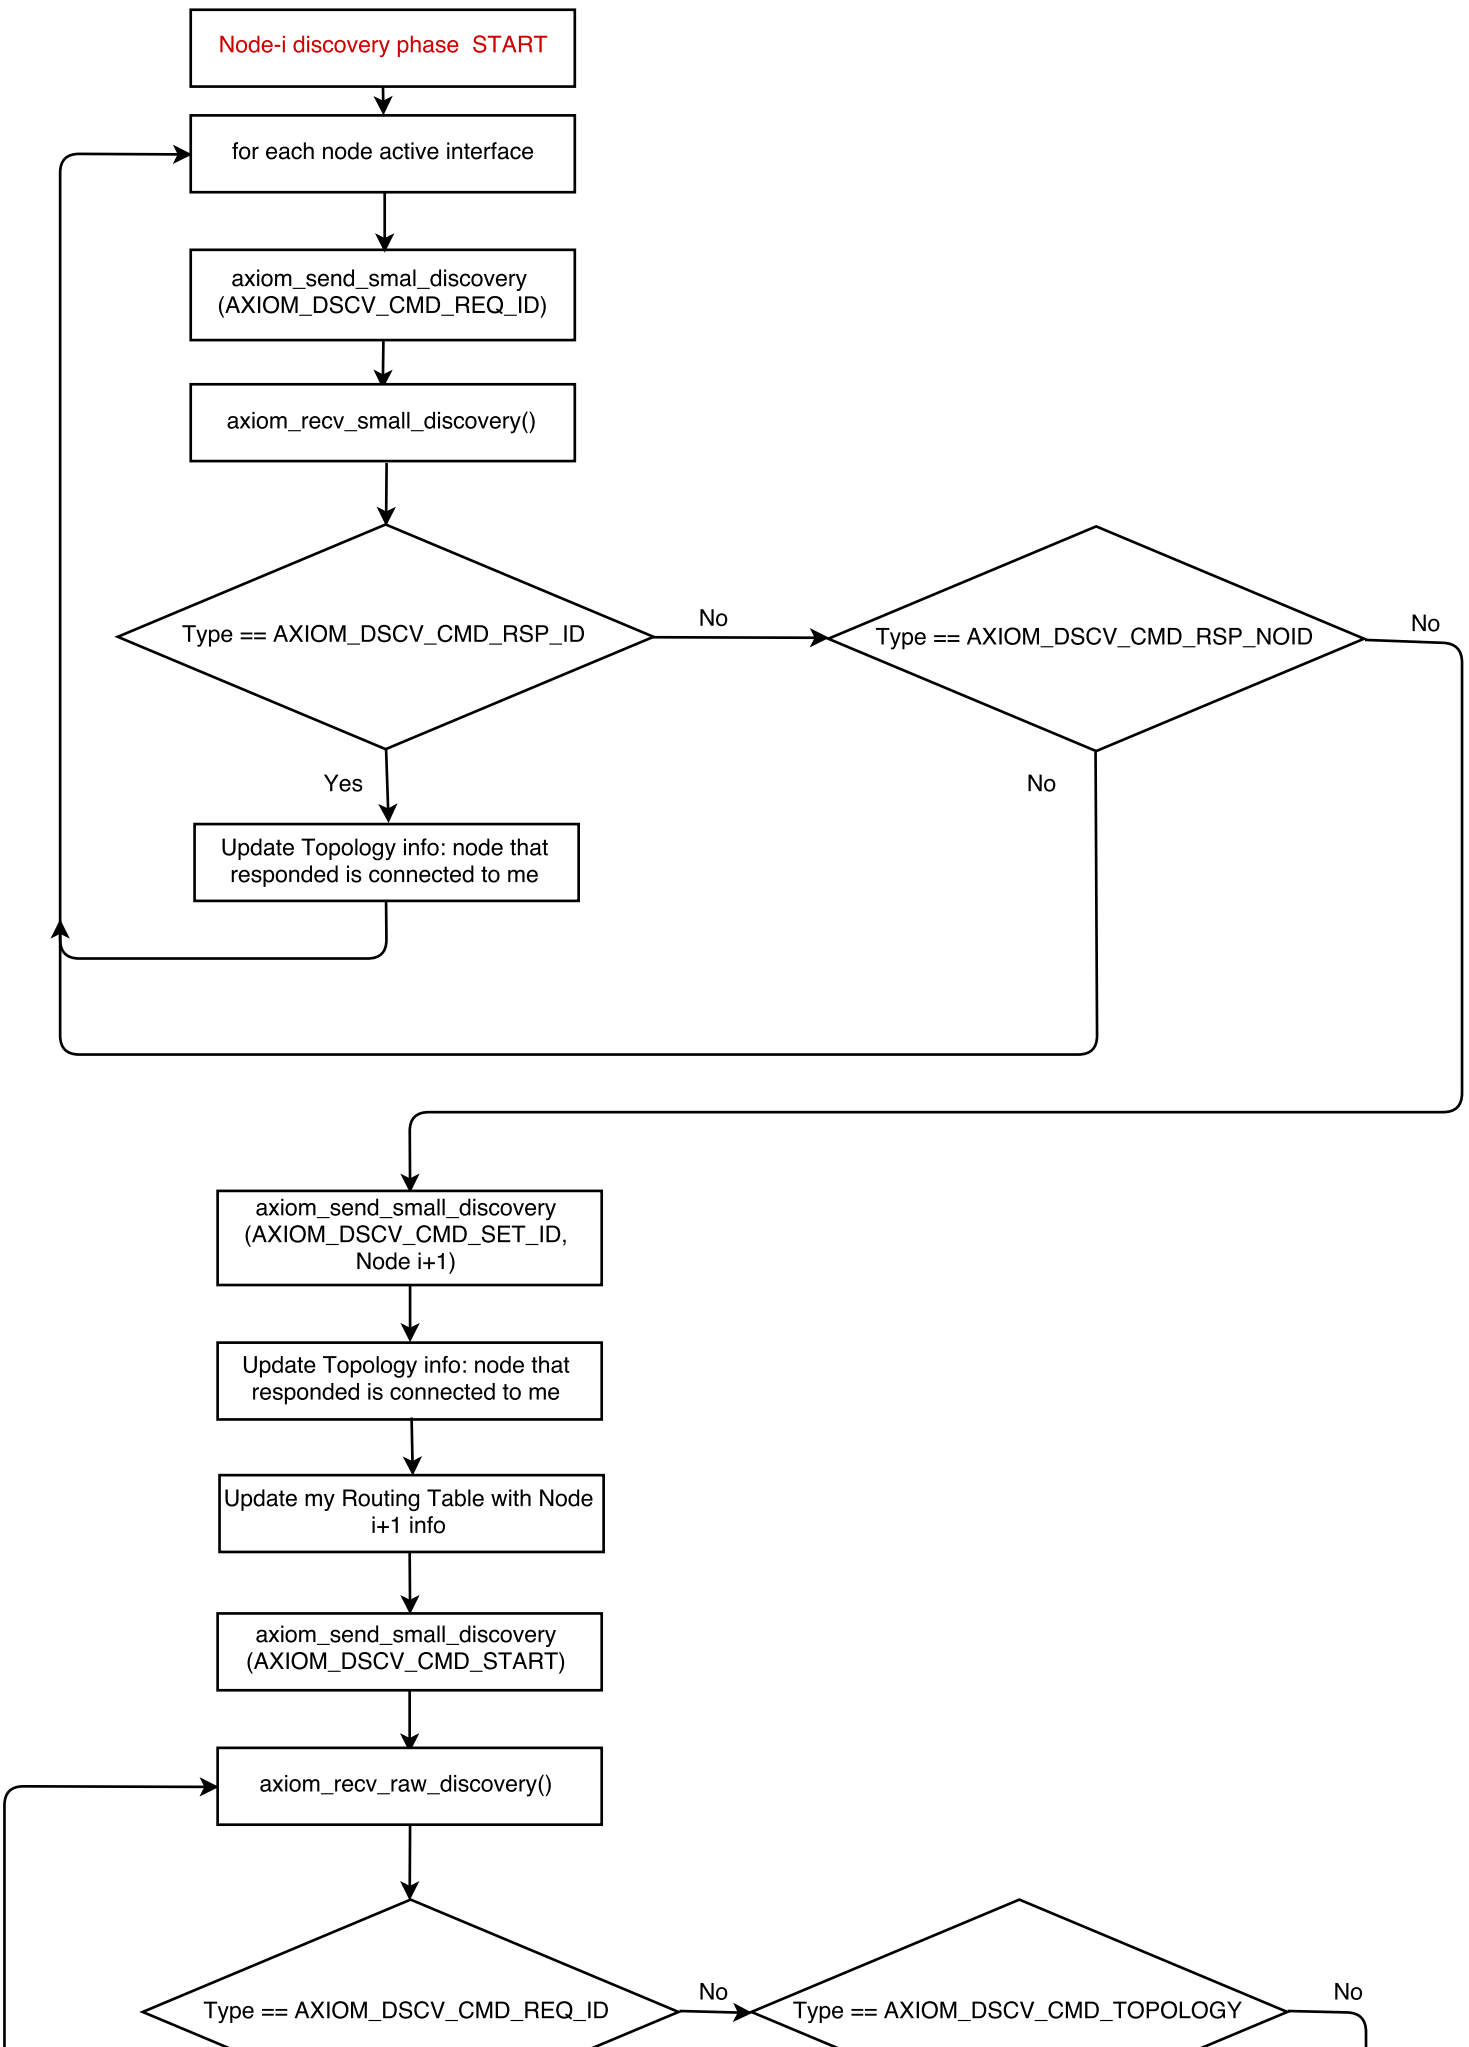 Node-i discovery phase  START
for each node active interface
axiom_send_smal_discovery
(AXIOM_DSCV_CMD_REQ_ID)
axiom_recv_small_discovery()
Type == AXIOM_DSCV_CMD_RSP_ID
No
Type == AXIOM_DSCV_CMD_RSP_NOID
No
Yes
No
Update Topology info: node that
responded is connected to me
axiom_send_small_discovery
(AXIOM_DSCV_CMD_SET_ID,
Node i+1)
Update Topology info: node that
responded is connected to me
Update my Routing Table with Node
i+1 info
axiom_send_small_discovery
(AXIOM_DSCV_CMD_START)
axiom_recv_raw_discovery()
Type == AXIOM_DSCV_CMD_REQ_ID
No
Type == AXIOM_DSCV_CMD_TOPOLOGY
No